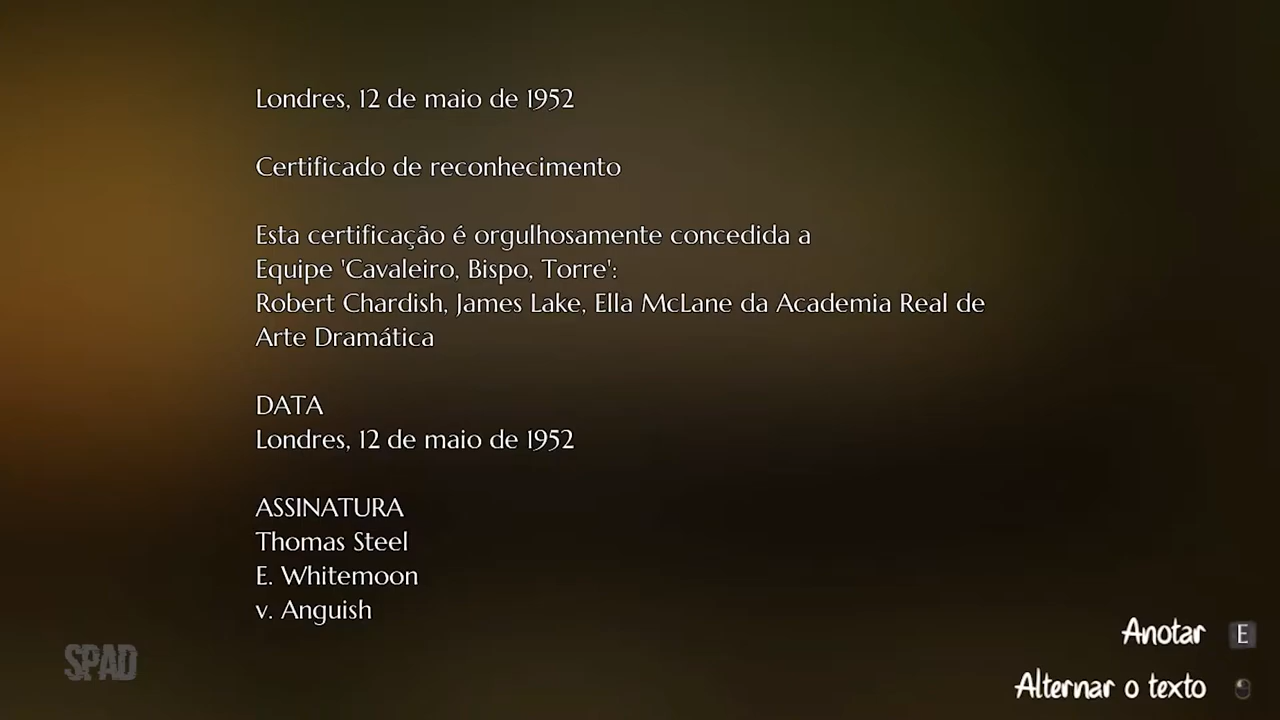 Londres, 12 de maio de 1952
Certificado de reconhecimento
Esta certificação é orgulhosamente concedida a
Equipe 'Cavaleiro, Bispo, Torre':
Robert Chardish, James Lake, Ella McLane da Academia Real de
Arte Dramática
DATA
Londres, 12 de maio de 1952
ASSINATURA
Thomas Steel
E. Whitemoon
v. Anguish
Anotar E
Alternar o texto
SPAD